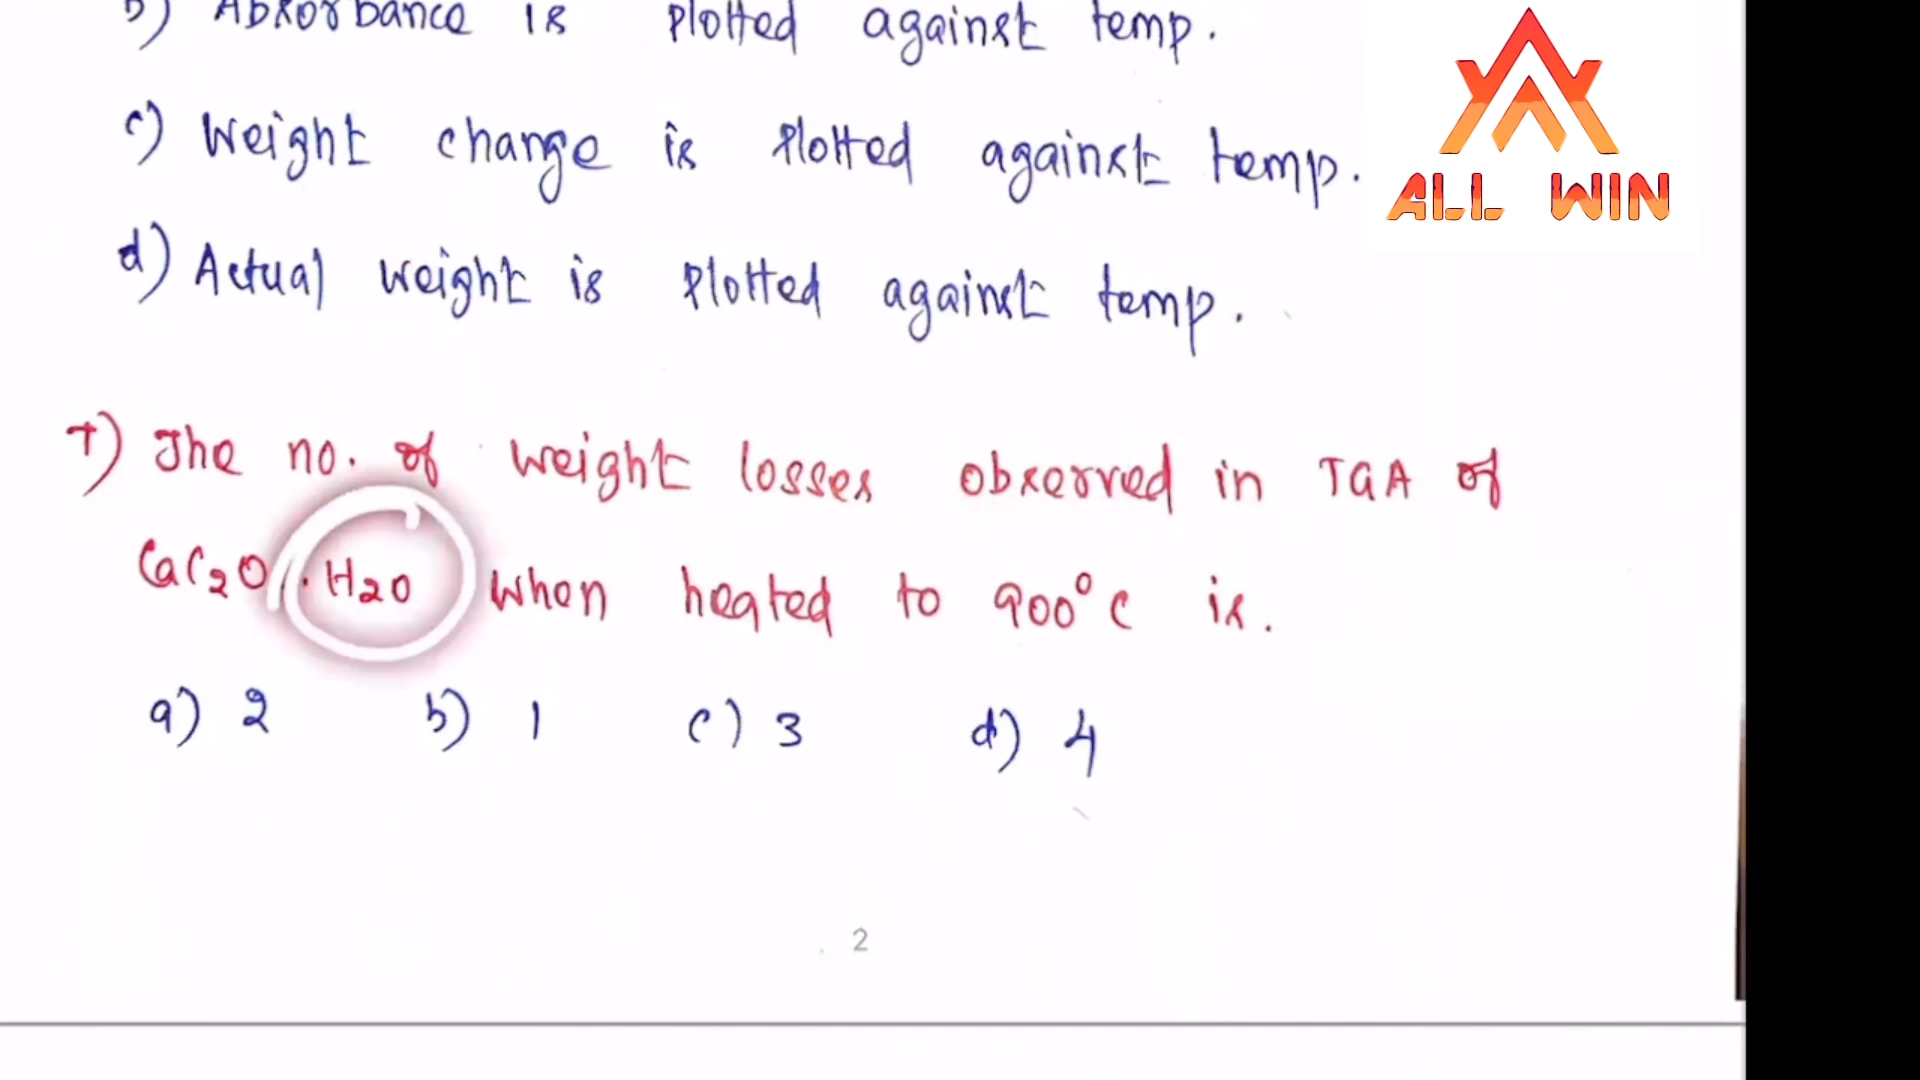 b) Absorbance is plotted against temp.
c) Weight change is plotted against temp.
ALL WIN
d) Actual weight is plotted against temp.
7) The no. of weight losses observed in TGA of
CaC2O . H2O when heated to 900°C is.
a) 2 b) 1 c) 3 d) 4
2